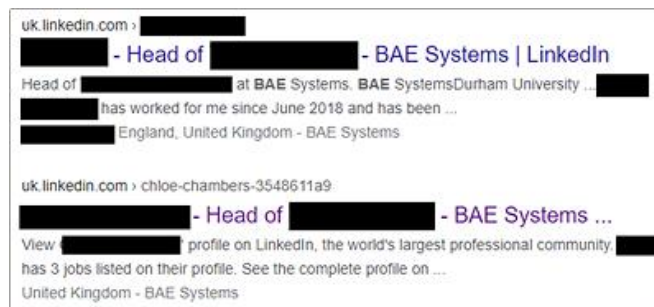 uk.linkedin.com ›
- Head of - BAE Systems | LinkedIn
Head of at BAE Systems. BAE SystemsDurham University ...
has worked for me since June 2018 and has been ...
England, United Kingdom - BAE Systems
uk.linkedin.com › chloe-chambers-3548611a9
- Head of - BAE Systems ...
View ' profile on LinkedIn, the world's largest professional community.
has 3 jobs listed on their profile. See the complete profile on ...
United Kingdom - BAE Systems